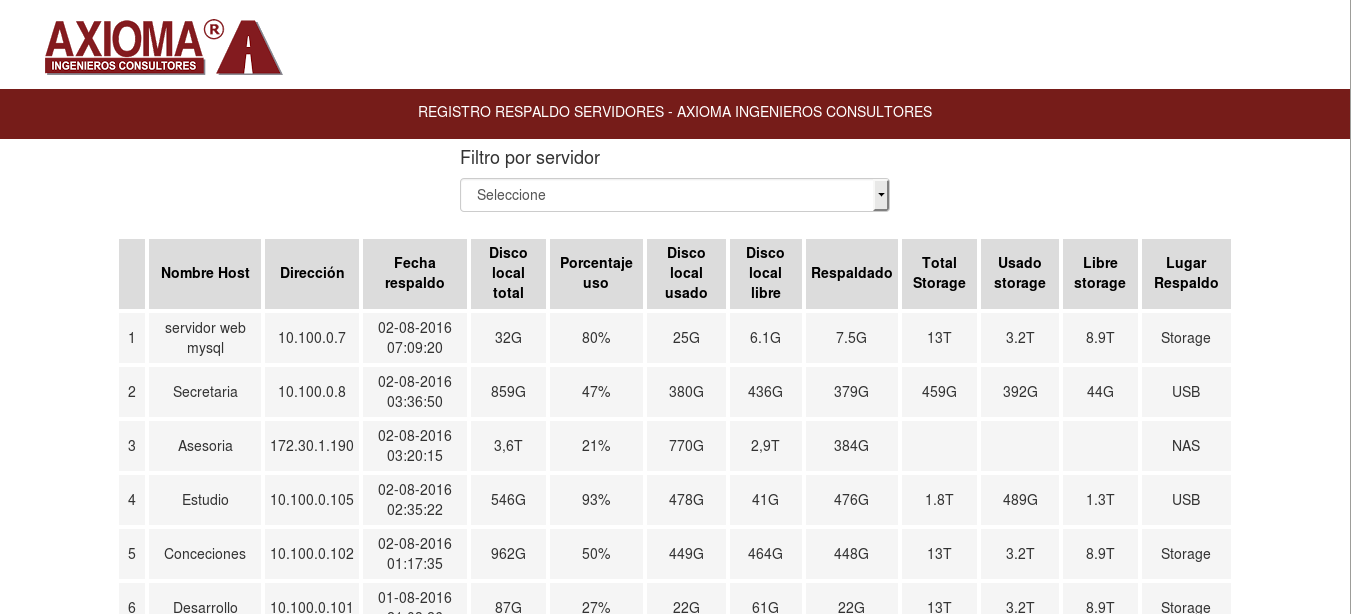 AXIOMA®
INGENIEROS CONSULTORES
REGISTRO RESPALDO SERVIDORES - AXIOMA INGENIEROS CONSULTORES
Filtro por servidor
Seleccione
Nombre Host Dirección Fecha respaldo Disco local total Porcentaje uso Disco local usado Disco local libre Respaldado Total Storage Usado storage Libre storage Lugar Respaldo
1 servidor web mysql 10.100.0.7 02-08-2016 07:09:20 32G 80% 25G 6.1G 7.5G 13T 3.2T 8.9T Storage
2 Secretaria 10.100.0.8 02-08-2016 03:36:50 859G 47% 380G 436G 379G 459G 392G 44G USB
3 Asesoria 172.30.1.190 02-08-2016 03:20:15 3,6T 21% 770G 2,9T 384G NAS
4 Estudio 10.100.0.105 02-08-2016 02:35:22 546G 93% 478G 41G 476G 1.8T 489G 1.3T USB
5 Conceciones 10.100.0.102 02-08-2016 01:17:35 962G 50% 449G 464G 448G 13T 3.2T 8.9T Storage
6 Desarrollo 10.100.0.101 01-08-2016 87G 27% 22G 61G 22G 13T 3.2T 8.9T Storage